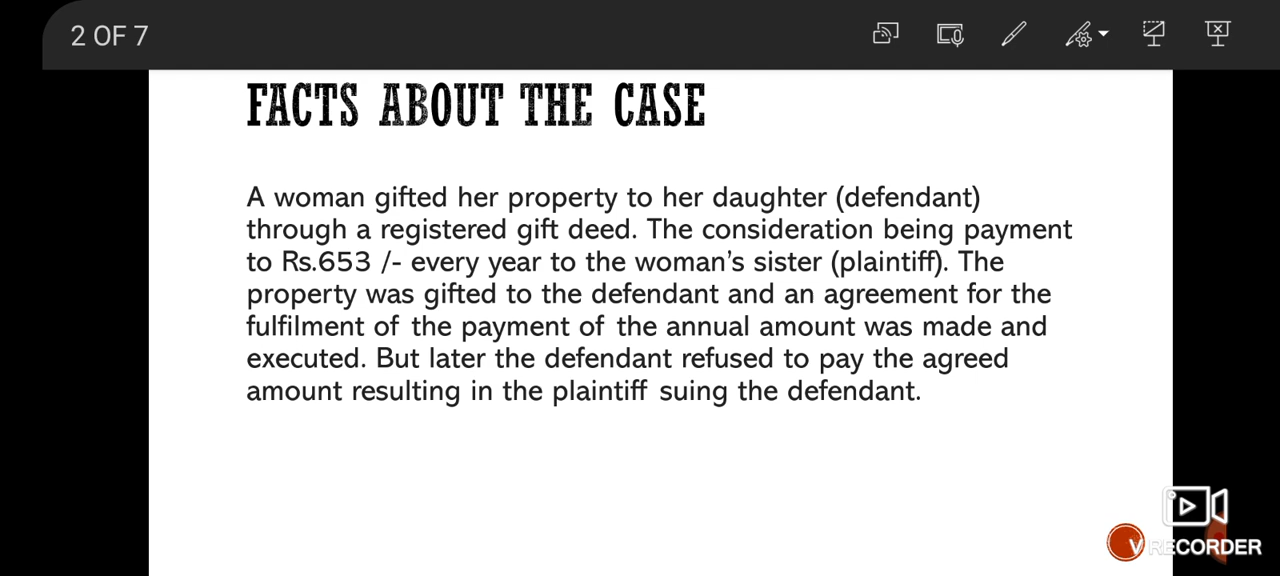 2 OF 7
FACTS ABOUT THE CASE
A woman gifted her property to her daughter (defendant)
through a registered gift deed. The consideration being payment
to Rs.653 /- every year to the woman's sister (plaintiff). The
property was gifted to the defendant and an agreement for the
fulfilment of the payment of the annual amount was made and
executed. But later the defendant refused to pay the agreed
amount resulting in the plaintiff suing the defendant.
V RECORDER